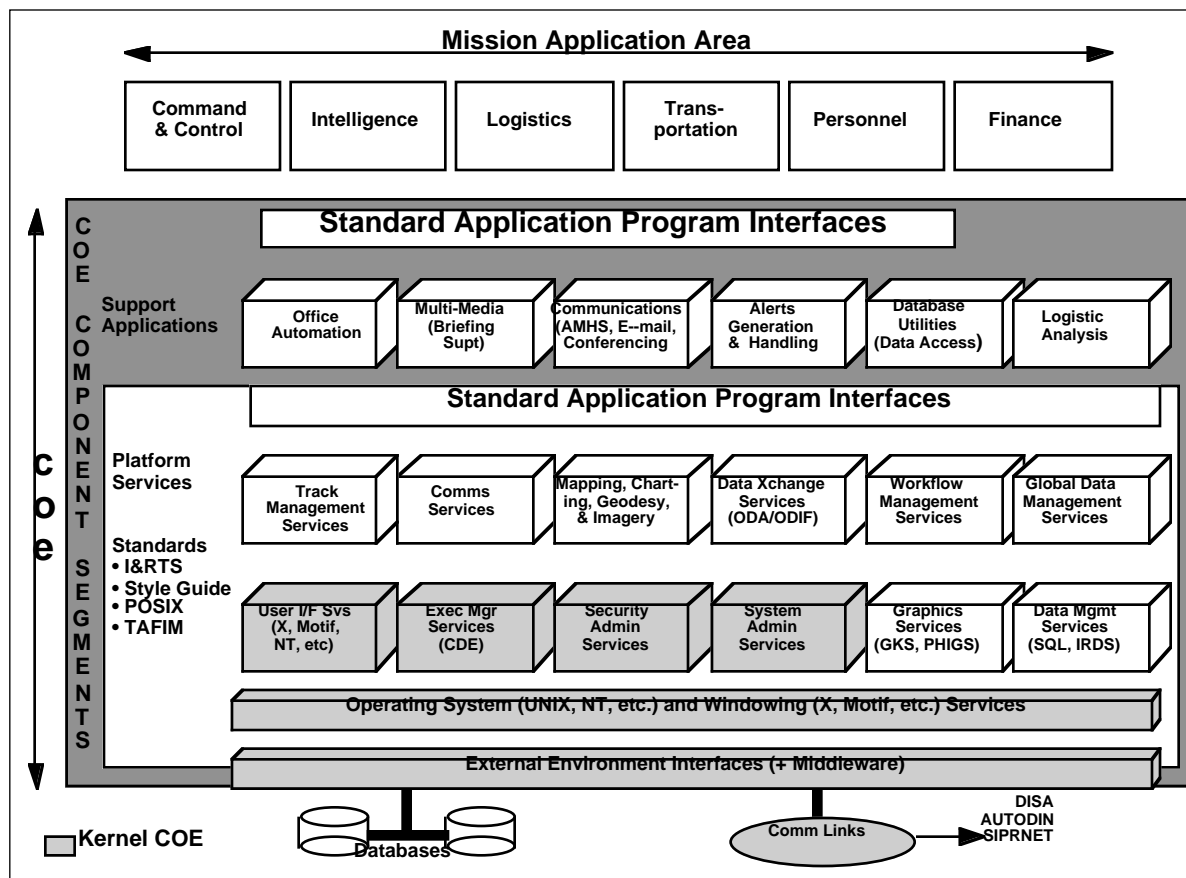 Mission Application Area
Command
& Control
Intelligence
Logistics
Trans-
portation
Personnel
Finance
COE COMPONENT SEGMENTS
coe
Standard Application Program Interfaces
Support
Applications
Office
Automation
Multi-Media
(Briefing
Supt)
Communications
(AMHS, E--mail,
Conferencing
Alerts
Generation
& Handling
Database
Utilities
(Data Access)
Logistic
Analysis
Standard Application Program Interfaces
Platform
Services
Track
Management
Services
Comms
Services
Mapping, Chart-
ing, Geodesy,
& Imagery
Data Xchange
Services
(ODA/ODIF)
Workflow
Management
Services
Global Data
Management
Services
Standards
• I&RTS
• Style Guide
• POSIX
• TAFIM
User I/F Svs
(X, Motif,
NT, etc)
Exec Mgr
Services
(CDE)
Security
Admin
Services
System
Admin
Services
Graphics
Services
(GKS, PHIGS)
Data Mgmt
Services
(SQL, IRDS)
Operating System (UNIX, NT, etc.) and Windowing (X, Motif, etc.) Services
External Environment Interfaces (+ Middleware)
Kernel COE
Databases
Comm Links
DISA
AUTODIN
SIPRNET